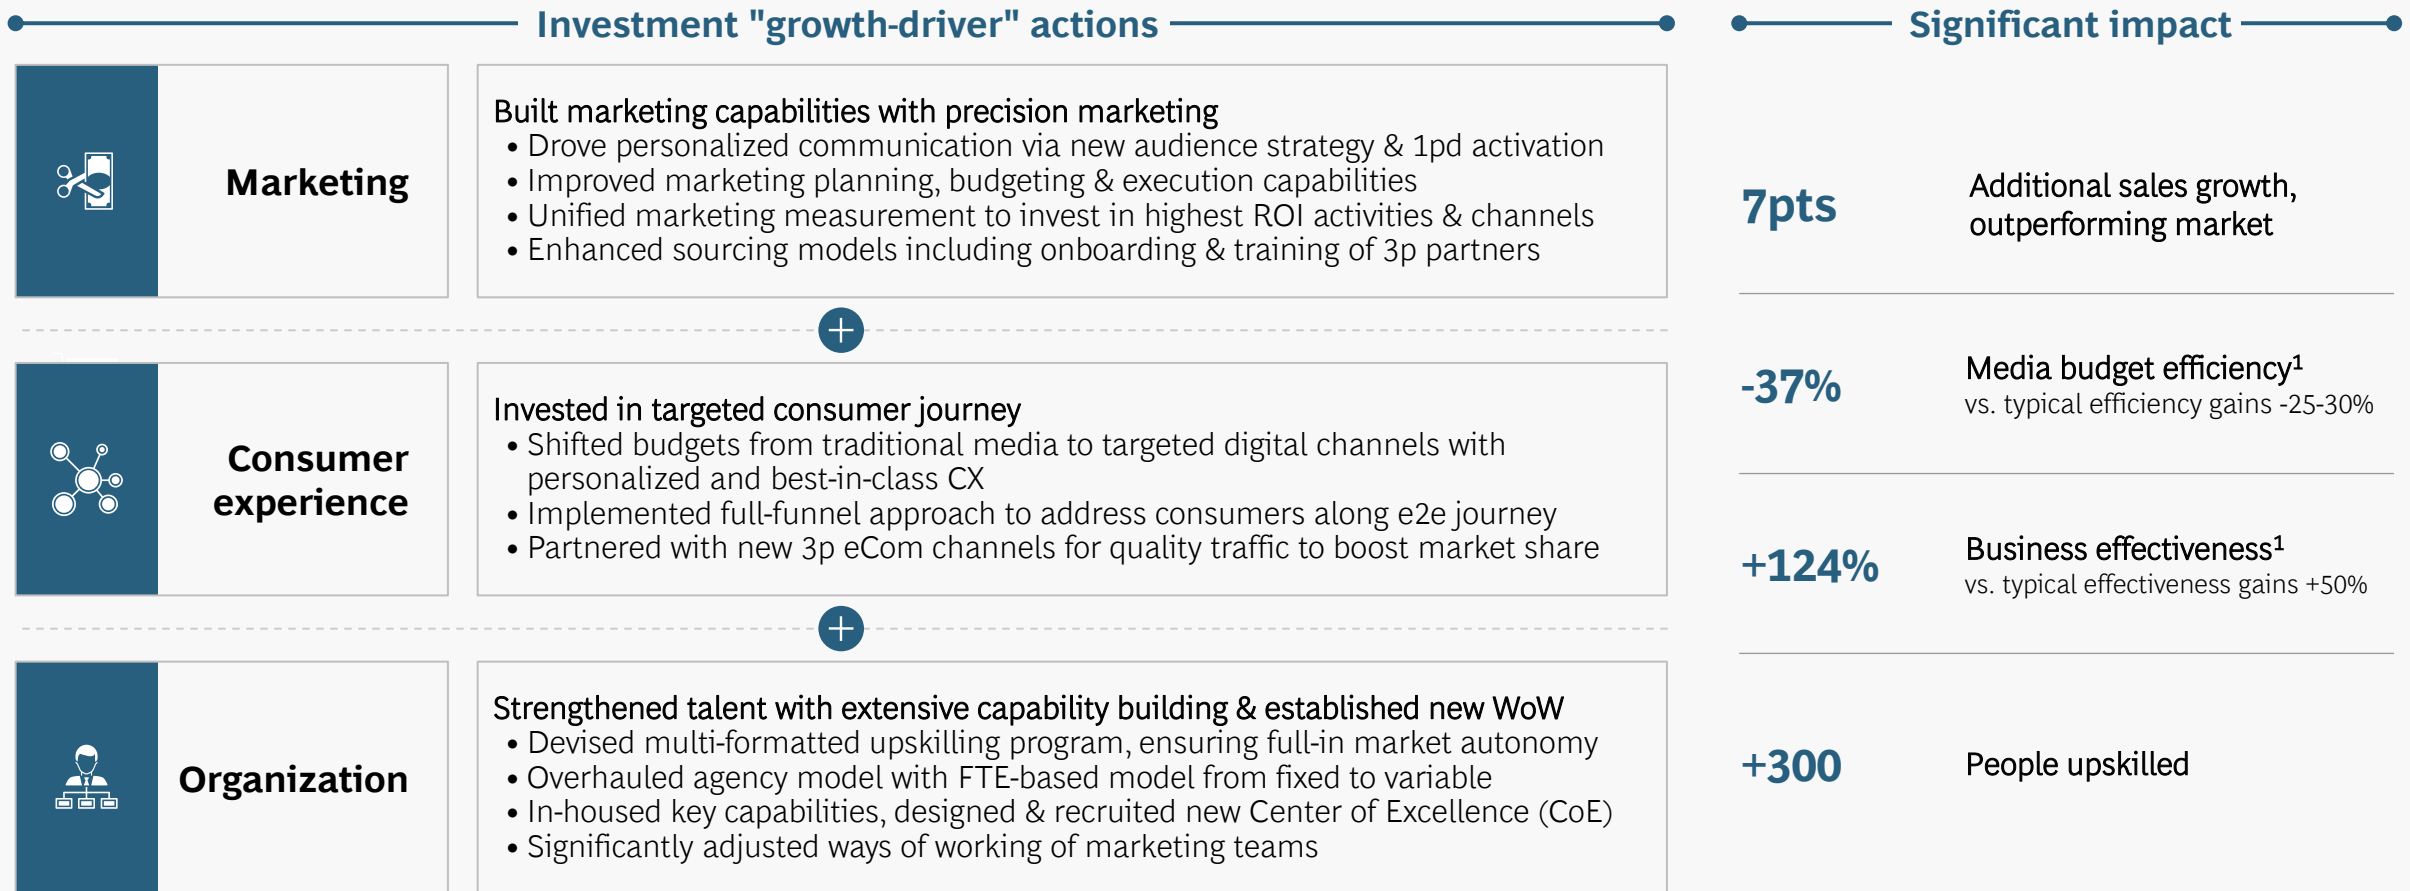 Investment "growth-driver" actions
Significant impact
Marketing
Built marketing capabilities with precision marketing
• Drove personalized communication via new audience strategy & 1pd activation
• Improved marketing planning, budgeting & execution capabilities
• Unified marketing measurement to invest in highest ROI activities & channels
• Enhanced sourcing models including onboarding & training of 3p partners
Consumer
experience
Invested in targeted consumer journey
• Shifted budgets from traditional media to targeted digital channels with
personalized and best-in-class CX
• Implemented full-funnel approach to address consumers along e2e journey
• Partnered with new 3p eCom channels for quality traffic to boost market share
Organization
Strengthened talent with extensive capability building & established new WoW
• Devised multi-formatted upskilling program, ensuring full-in market autonomy
• Overhauled agency model with FTE-based model from fixed to variable
• In-housed key capabilities, designed & recruited new Center of Excellence (CoE)
• Significantly adjusted ways of working of marketing teams
7pts
Additional sales growth,
outperforming market
-37%
Media budget efficiency¹
vs. typical efficiency gains -25-30%
+124%
Business effectiveness¹
vs. typical effectiveness gains +50%
+300
People upskilled